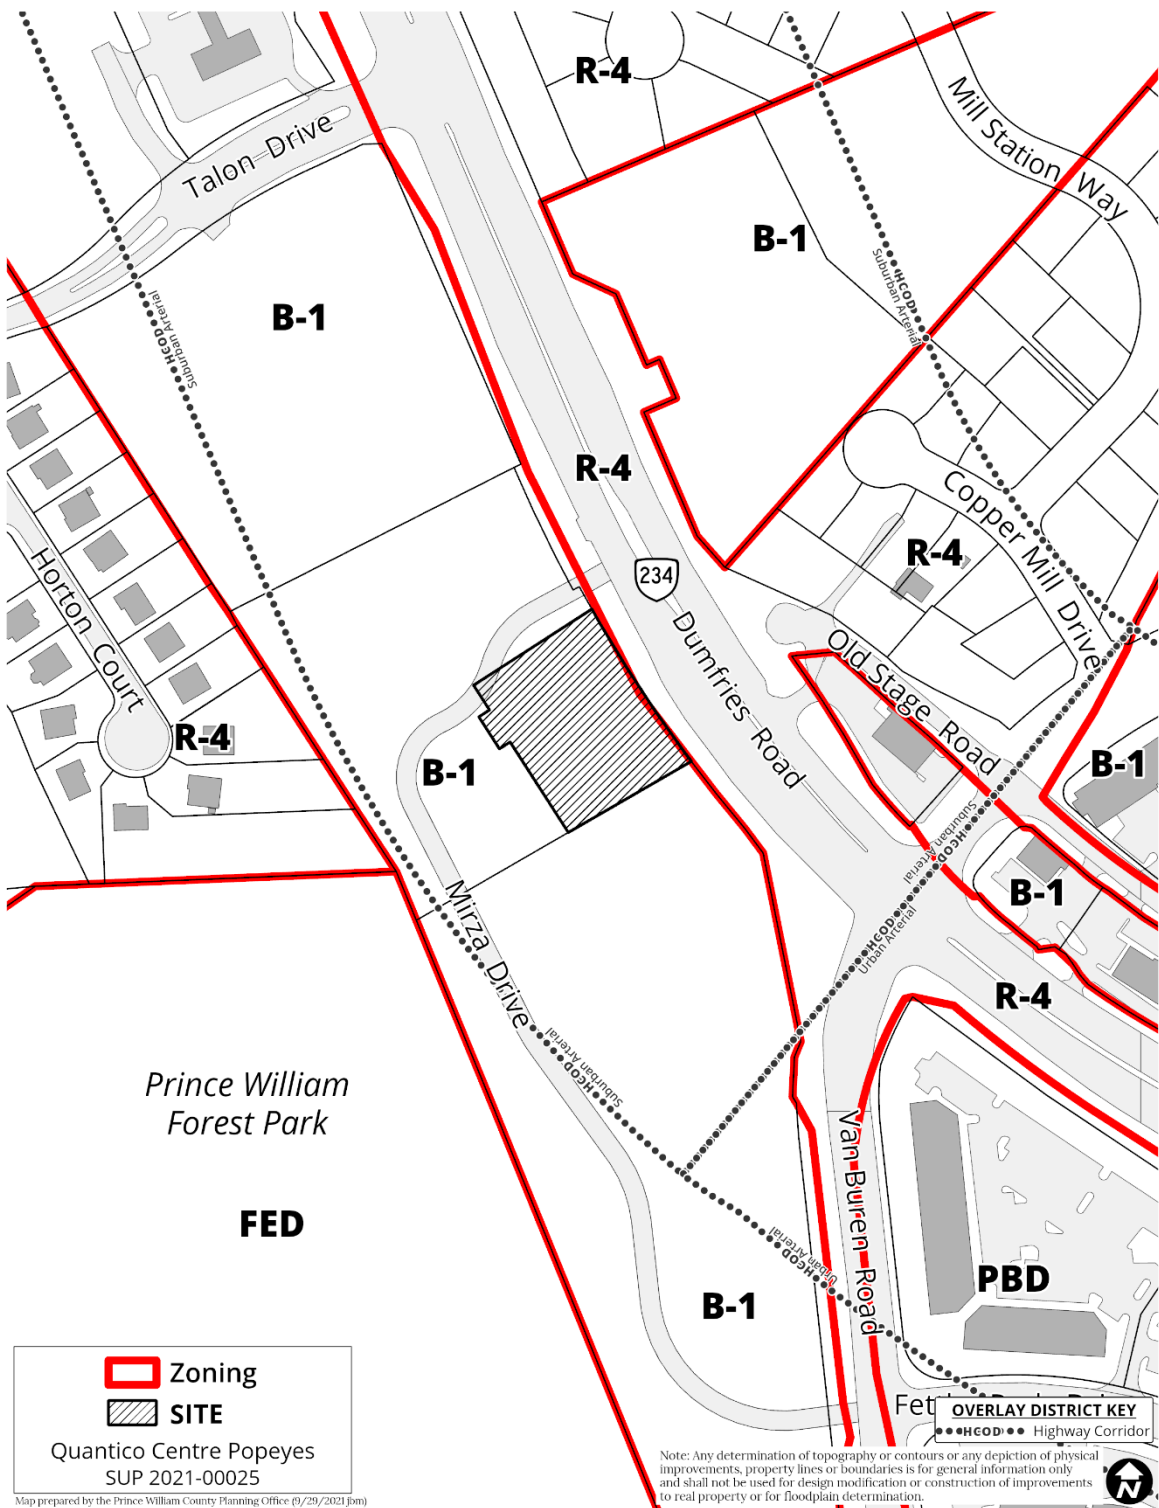 R-4
Mill Station Way
Talon Drive
B-1
HCOD
Suburban Arterial
B-1
HCOD
Suburban Arterial
R-4
Copper Mill Drive
R-4
234
Horton Court
Dumfries Road
Old Stage Road
R-4
B-1
B-1
Suburban Arterial
HCOD
Suburban Arterial
B-1
Mirza Drive
HCOD
Urban Arterial
R-4
Suburban Arterial
HCOD
Suburban
Prince William
Forest Park
Van Buren Road
FED
Urban Arterial
HCOD
Urban
PBD
B-1
Zoning
SITE
Quantico Centre Popeyes
SUP 2021-00025
Map prepared by the Prince William County Planning Office (9/29/2021 jbm)
OVERLAY DISTRICT KEY
HCOD Highway Corridor
Note: Any determination of topography or contours or any depiction of physical
improvements, property lines or boundaries is for general information only
and shall not be used for design modification or construction of improvements
to real property or for floodplain determination.
N